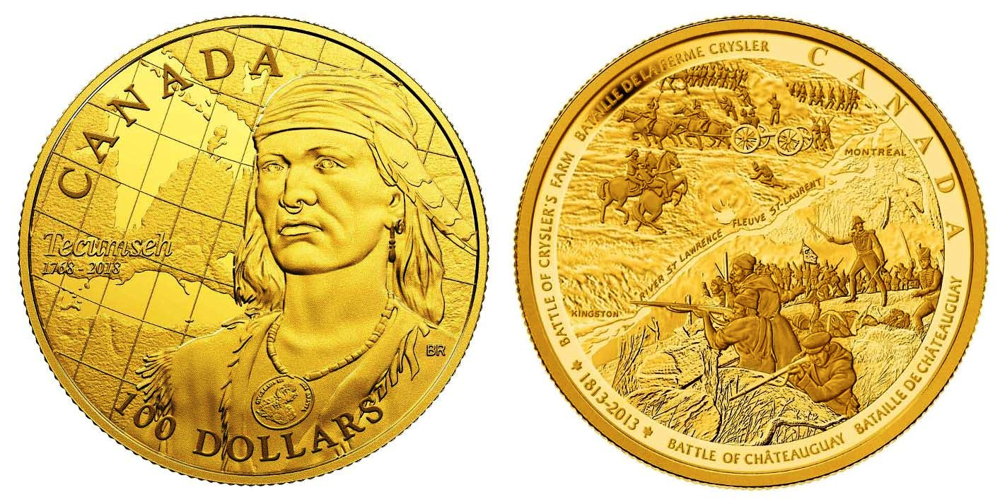 CANADA
Tecumseh
1768 - 2018
BR
100 DOLLARS
BATTLE OF CRYSLER'S FARM BATAILLE DE LA FERME CRYSLER
CANADA
MONTRÉAL
RIVER ST LAWRENCE FLEUVE ST-LAURENT
KINGSTON
1813-2013
BATTLE OF CHÂTEAUGUAY BATAILLE DE CHÂTEAUGUAY